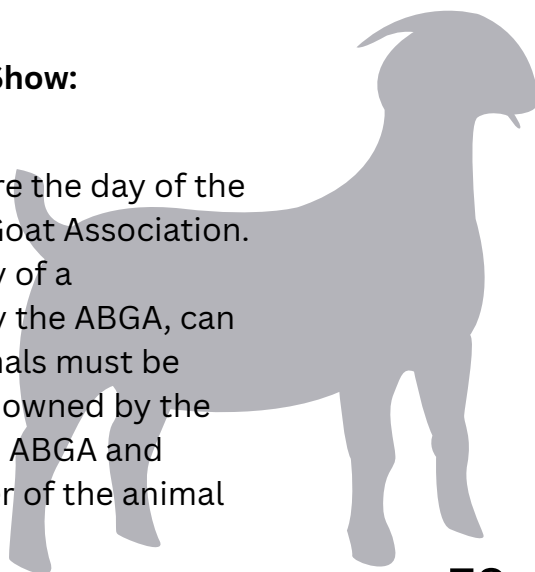 Show:
re the day of the
Goat Association.
y of a
y the ABGA, can
nals must be
owned by the
ABGA and
r of the animal